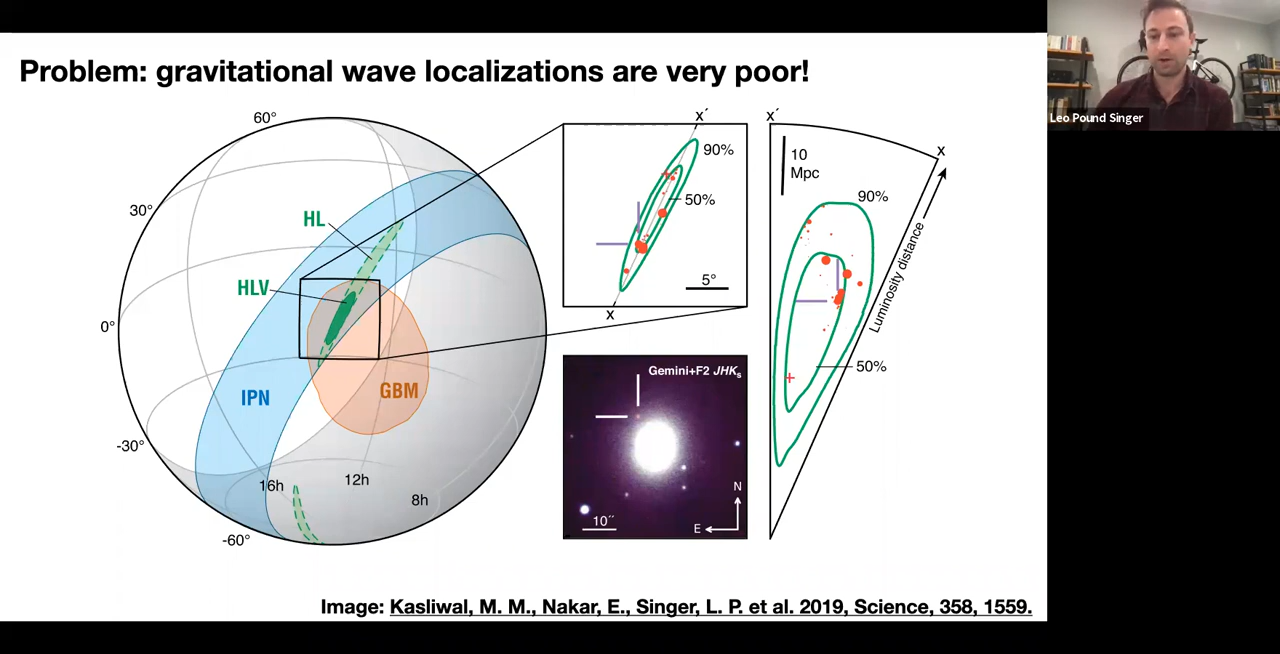 Problem: gravitational wave localizations are very poor!
Leo Pound Singer
60°
30°
0°
-30°
-60°
HL
HLV
IPN
GBM
16h
12h
8h
x´
90%
50%
5°
x
Gemini+F2 JHKs
N
E
10´´
x´
10
Mpc
x
90%
Luminosity distance
50%
Image: Kasliwal, M. M., Nakar, E., Singer, L. P. et al. 2019, Science, 358, 1559.